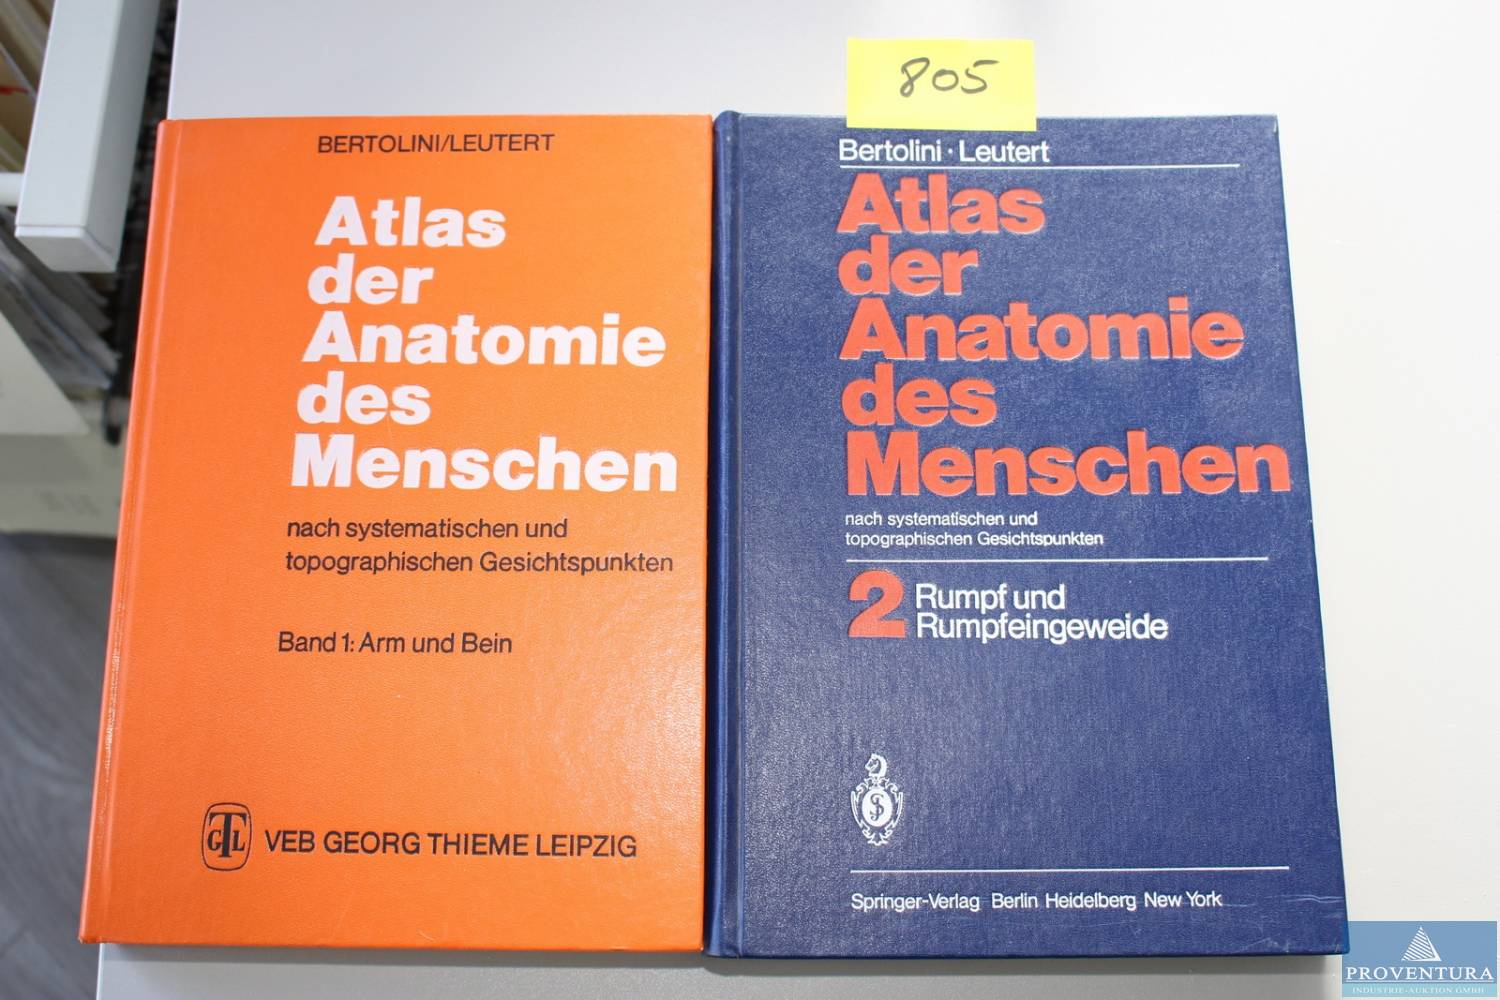 805
BERTOLINI/LEUTERT
Atlas
der
Anatomie
des
Menschen
nach systematischen und
topographischen Gesichtspunkten
Band 1: Arm und Bein
GTL
VEB GEORG THIEME LEIPZIG
Bertolini · Leutert
Atlas
der
Anatomie
des
Menschen
nach systematischen und
topographischen Gesichtspunkten
2 Rumpf und
Rumpfeingeweide
Springer-Verlag Berlin Heidelberg New York
PROVENTURA
INDUSTRIE-AUKTION GMBH